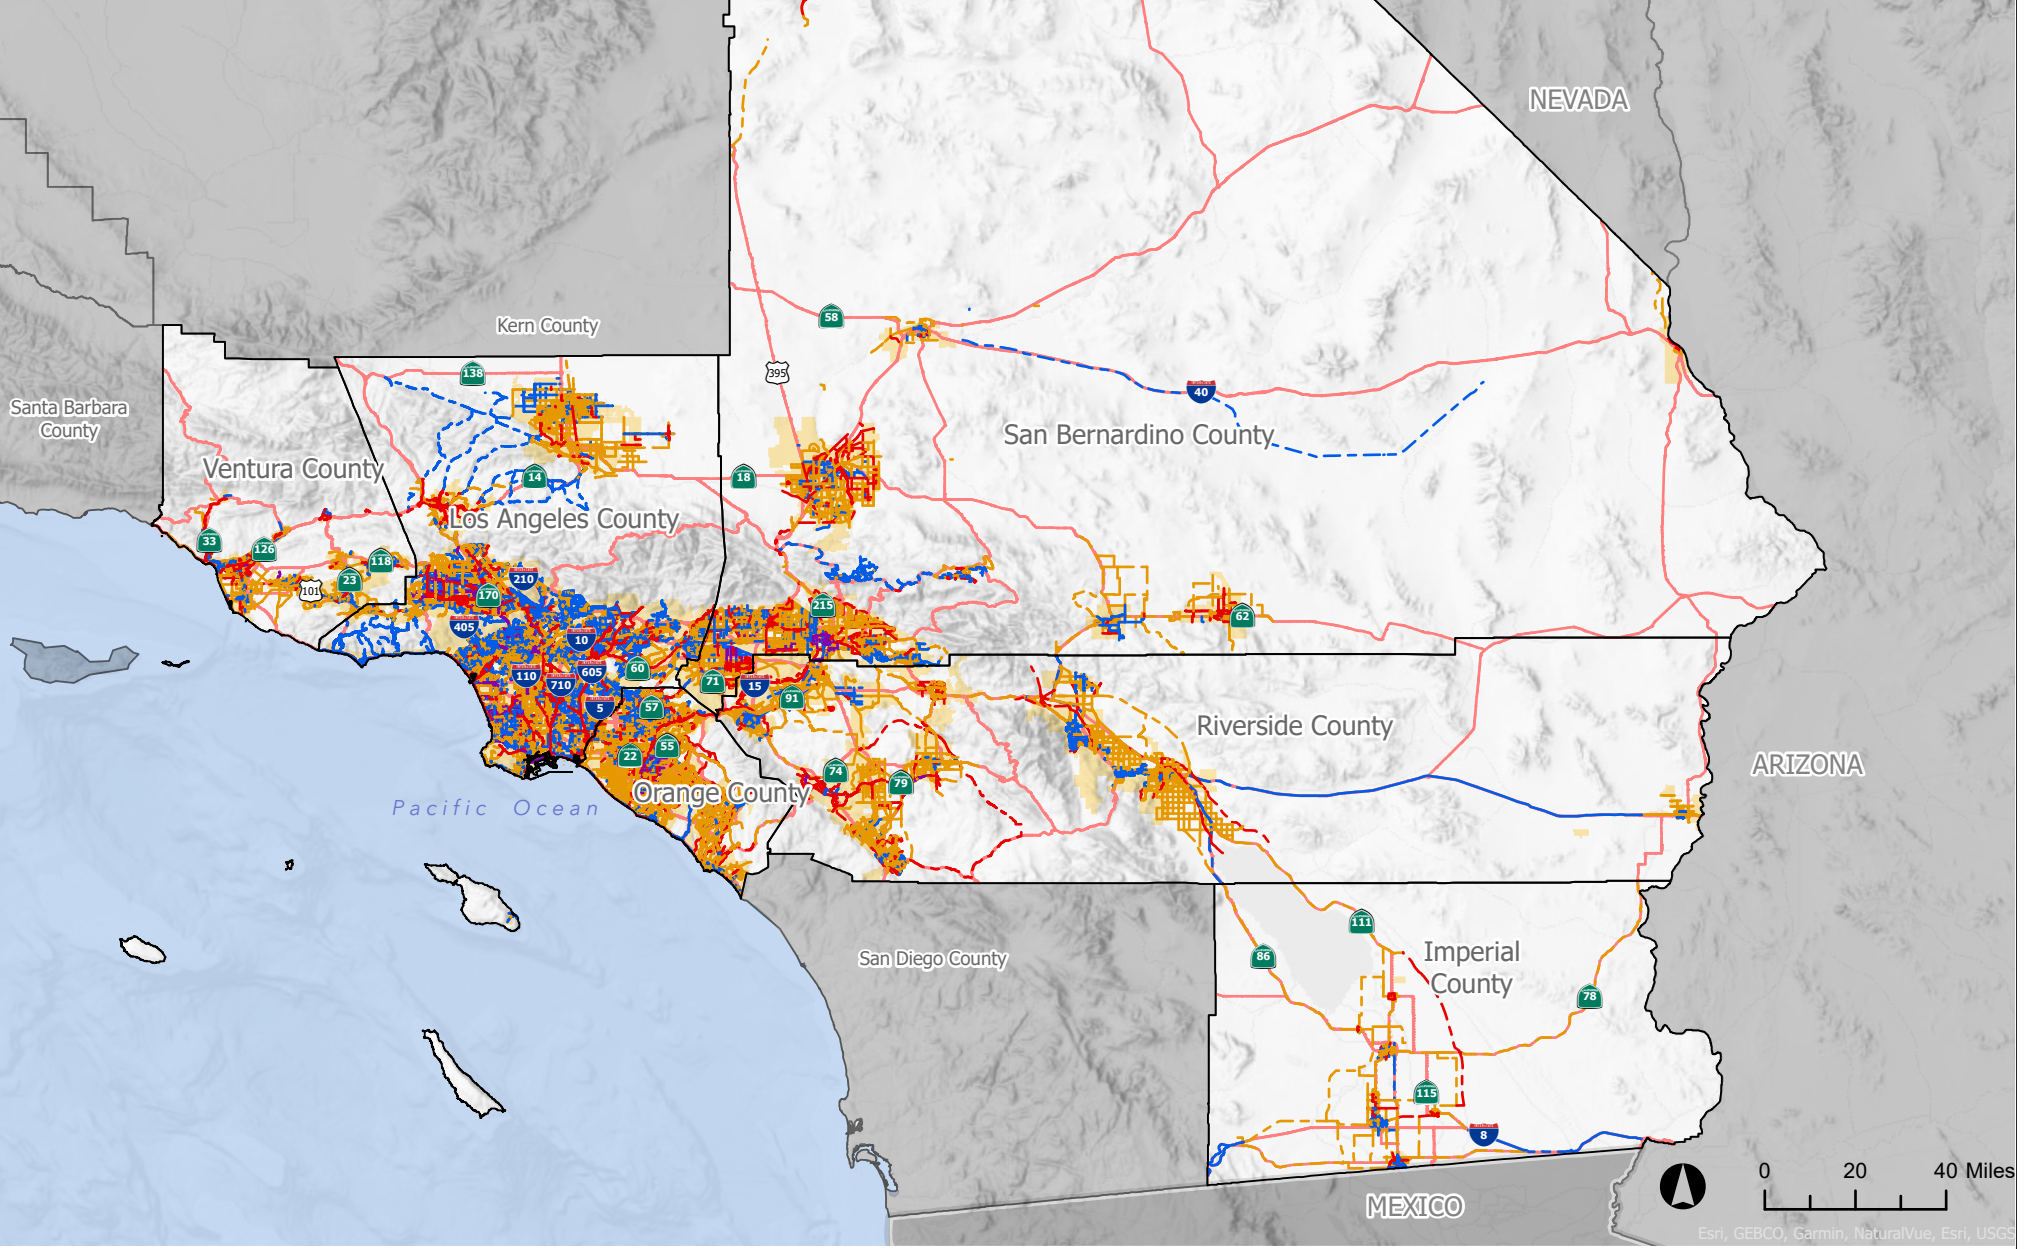 NEVADA
58
Kern County
138
395
40
Santa Barbara
County
San Bernardino County
Ventura County
14
18
Los Angeles County
33
126
118
23
101
210
170
215
405
10
62
110
710
605
60
71
15
91
5
57
Riverside County
22
55
74
79
ARIZONA
Orange County
Pacific Ocean
111
86
Imperial
County
San Diego County
78
115
8
0 20 40 Miles
MEXICO
Esri, GEBCO, Garmin, NaturalVue, Esri, USGS